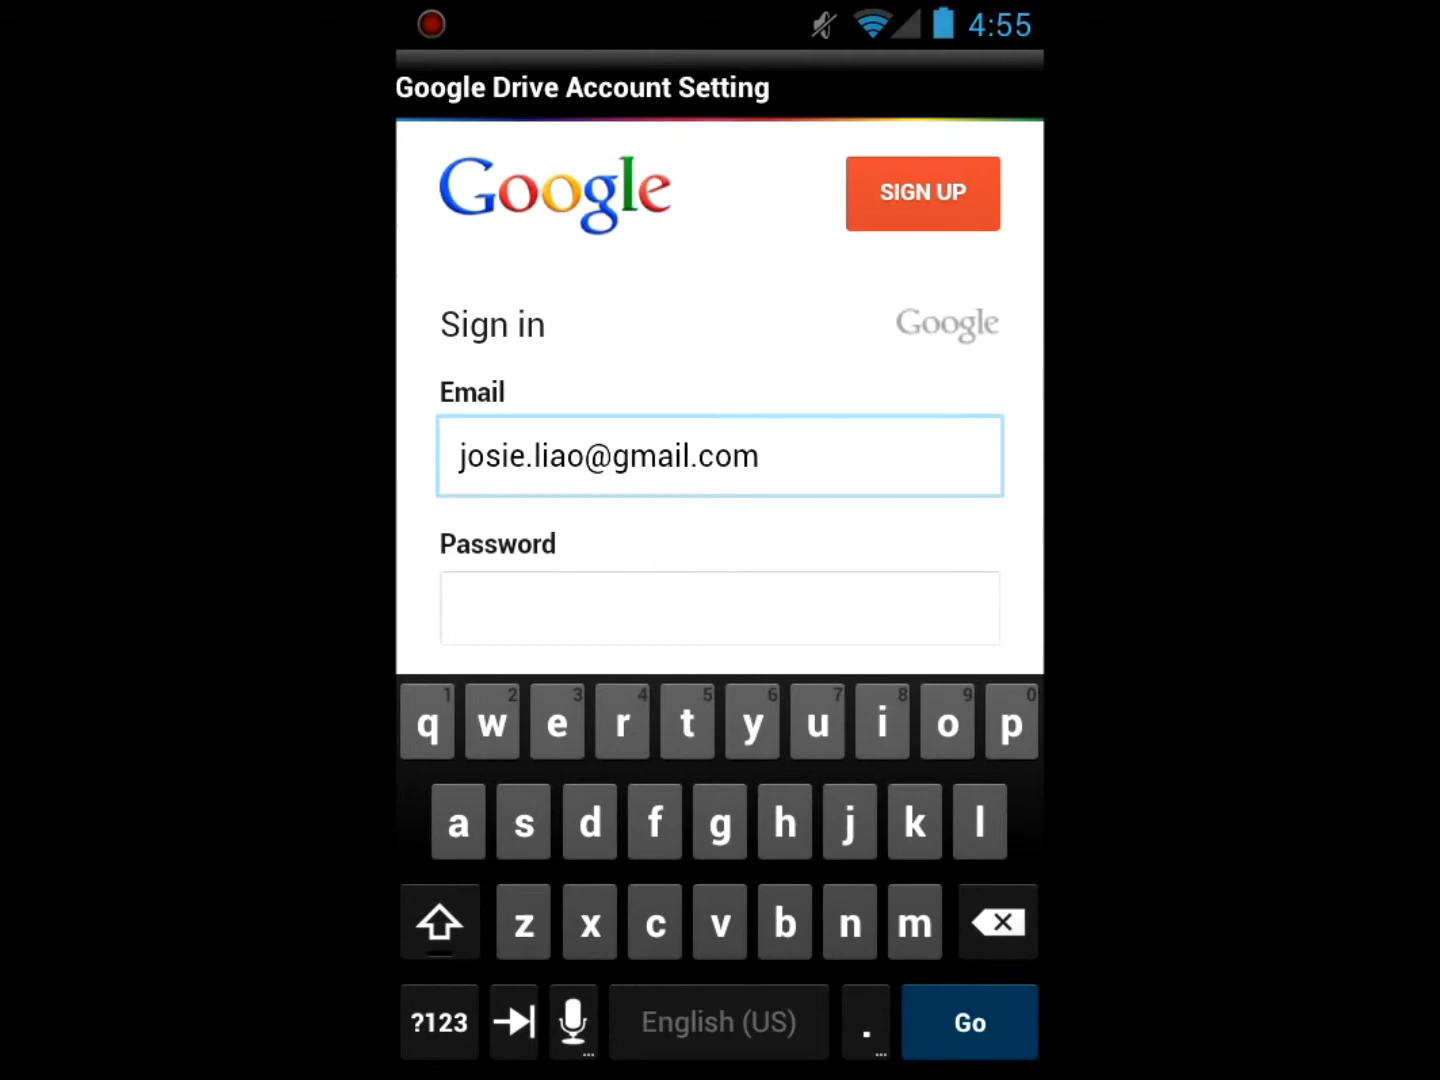 4:55
Google Drive Account Setting
Google SIGN UP
Sign in Google
Email
josie.liao@gmail.com
Password
1 2 3 4 5 6 7 8 9 0
q w e r t y u i o p
a s d f g h j k l
z x c v b n m
?123 English (US) . Go